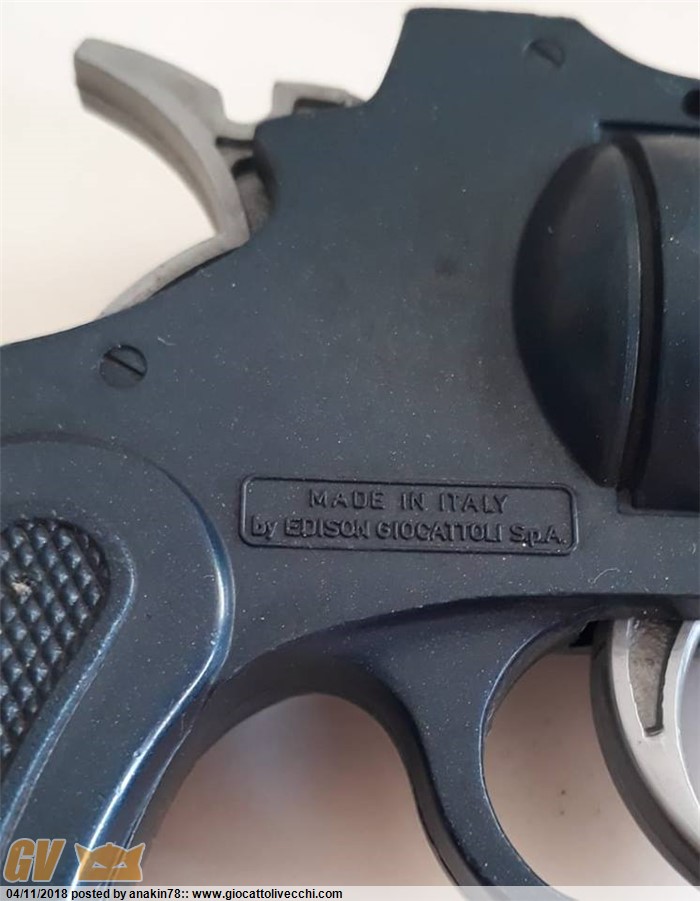 MADE IN ITALY
by EDISON GIOCATTOLI S.p.A.
GV
04/11/2018 posted by anakin78:: www.giocattolivecchi.com